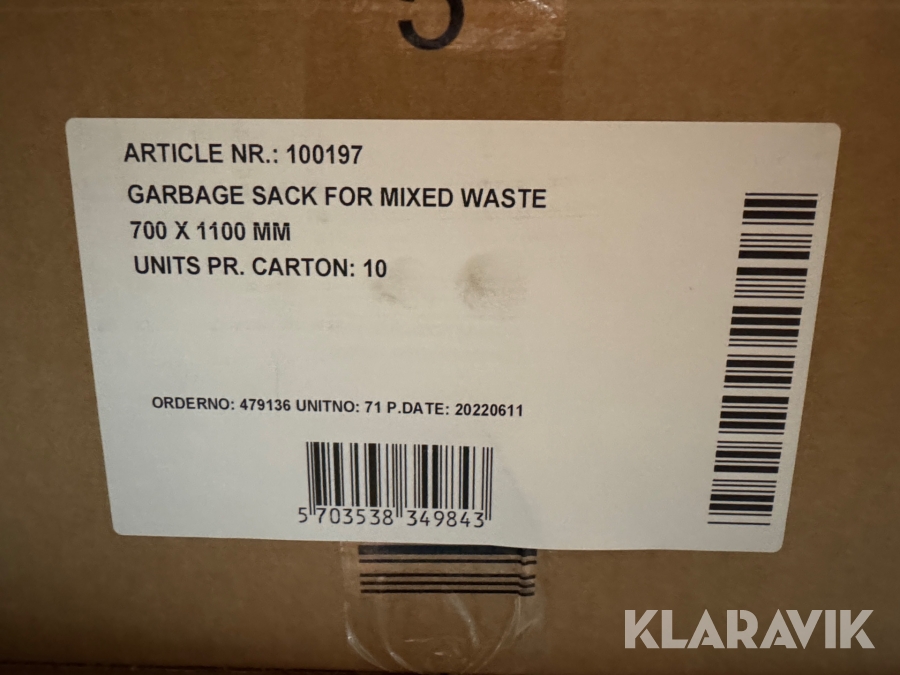 ARTICLE NR.: 100197
GARBAGE SACK FOR MIXED WASTE
700 X 1100 MM
UNITS PR. CARTON: 10
ORDERNO: 479136 UNITNO: 71 P.DATE: 20220611
5 703538 349843
KLARAVIK